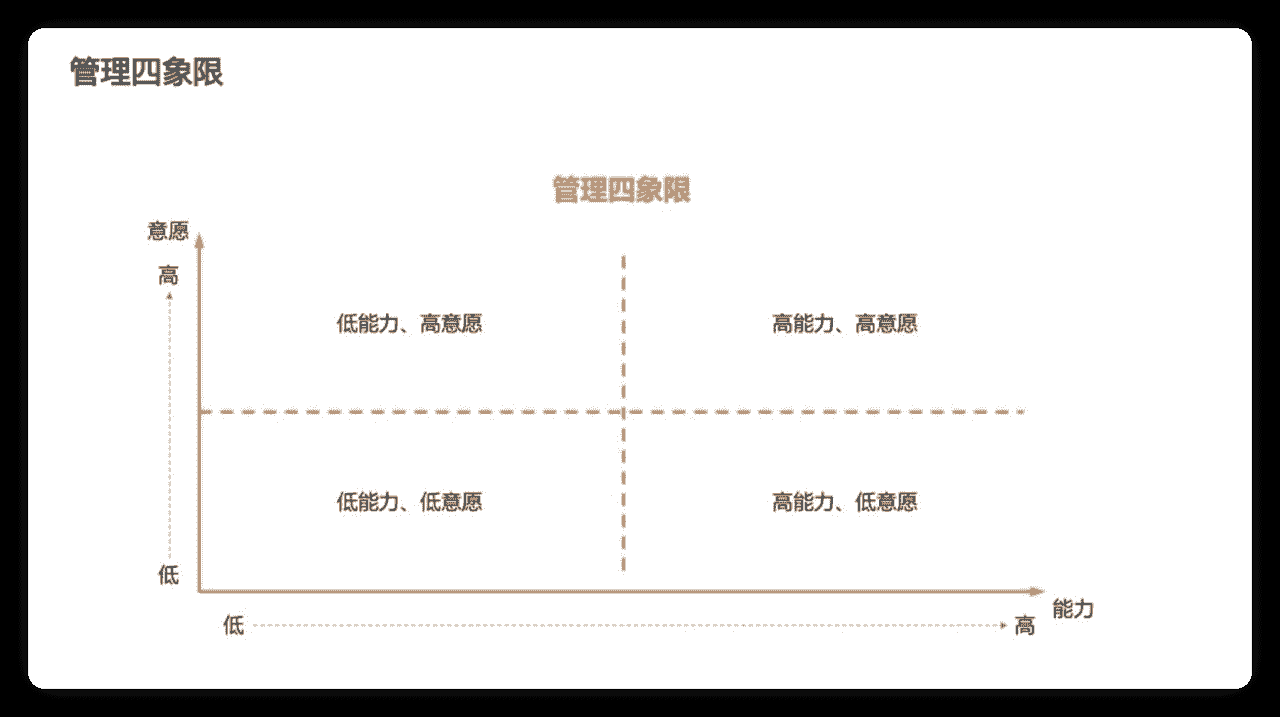 管理四象限
管理四象限
意愿
高
低能力、高意愿
高能力、高意愿
低能力、低意愿
高能力、低意愿
低
能力
低
高